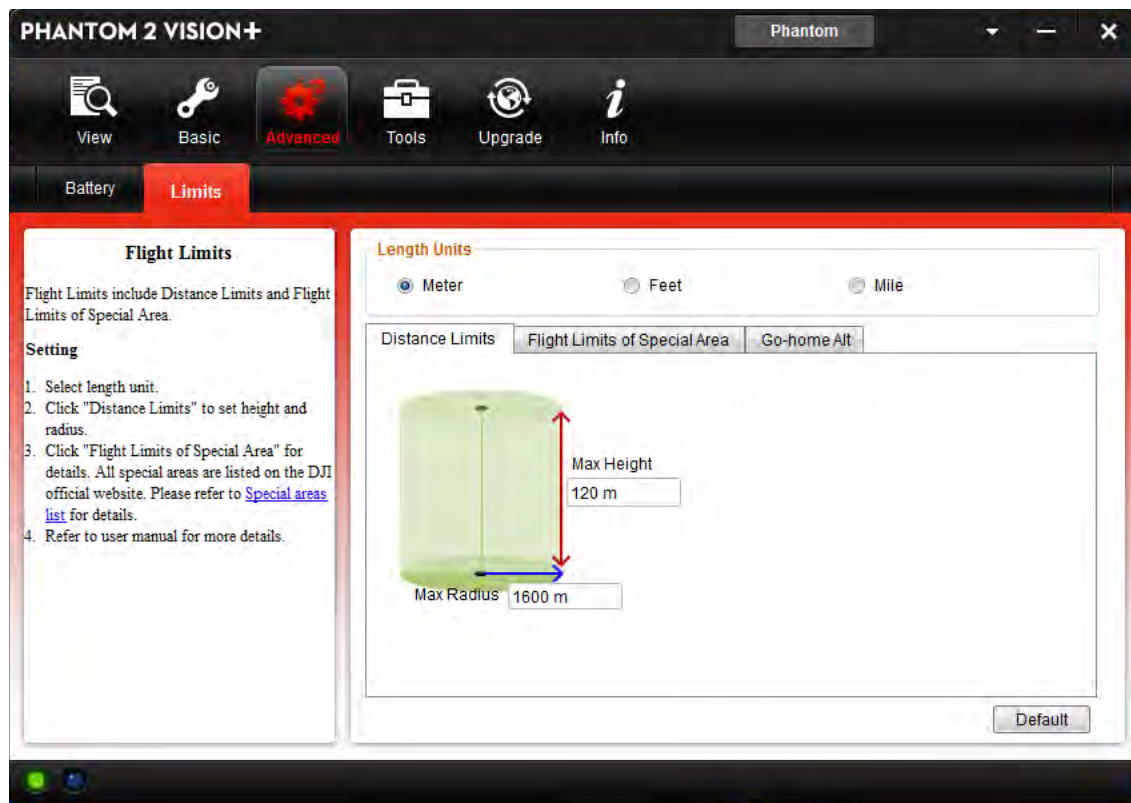 PHANTOM 2 VISION+
Phantom
View
Basic
Advanced
Tools
Upgrade
Info
Battery
Limits
Flight Limits
Flight Limits include Distance Limits and Flight
Limits of Special Area.
Setting
1. Select length unit.
2. Click "Distance Limits" to set height and
radius.
3. Click "Flight Limits of Special Area" for
details. All special areas are listed on the DJI
official website. Please refer to Special areas
list for details.
4. Refer to user manual for more details.
Length Units
Meter
Feet
Mile
Distance Limits
Flight Limits of Special Area
Go-home Alt
Max Height
120 m
Max Radius 1600 m
Default